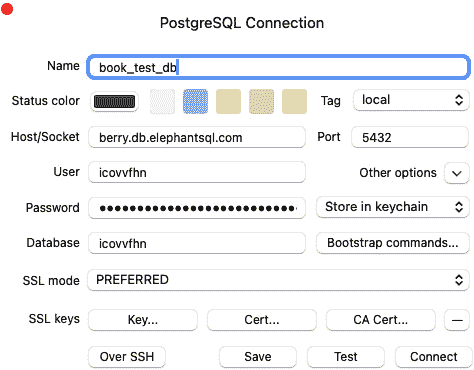 PostgreSQL Connection
Name book_test_db
Status color Tag local
Host/Socket berry.db.elephantsql.com Port 5432
User icovvfhn Other options
Password ●●●●●●●●●●●●●●●●●●●●●●●●●●●● Store in keychain
Database icovvfhn Bootstrap commands...
SSL mode PREFERRED
SSL keys Key... Cert... CA Cert... —
Over SSH Save Test Connect